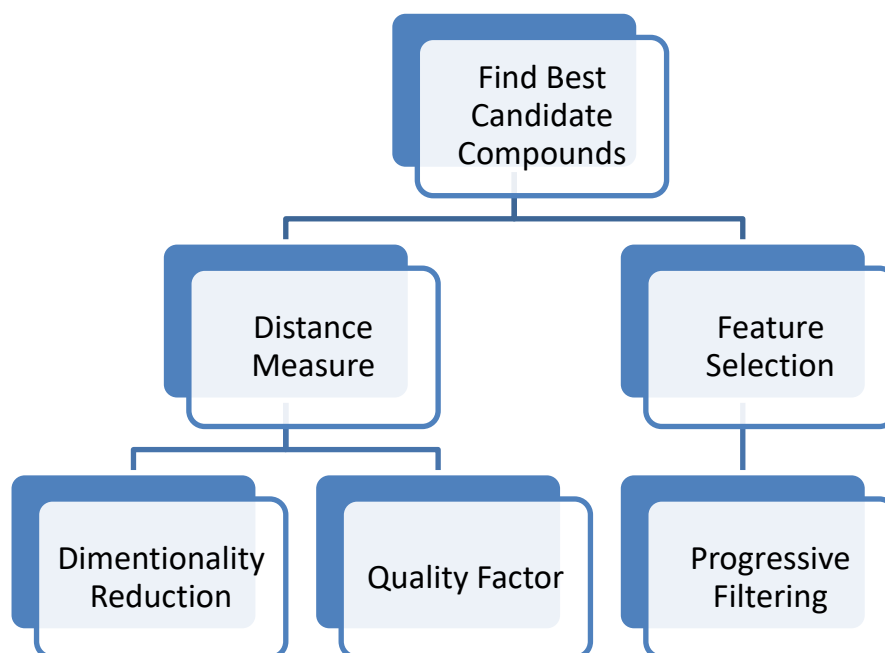 Find Best
Candidate
Compounds
Distance
Measure
Feature
Selection
Dimentionality
Reduction
Quality Factor
Progressive
Filtering